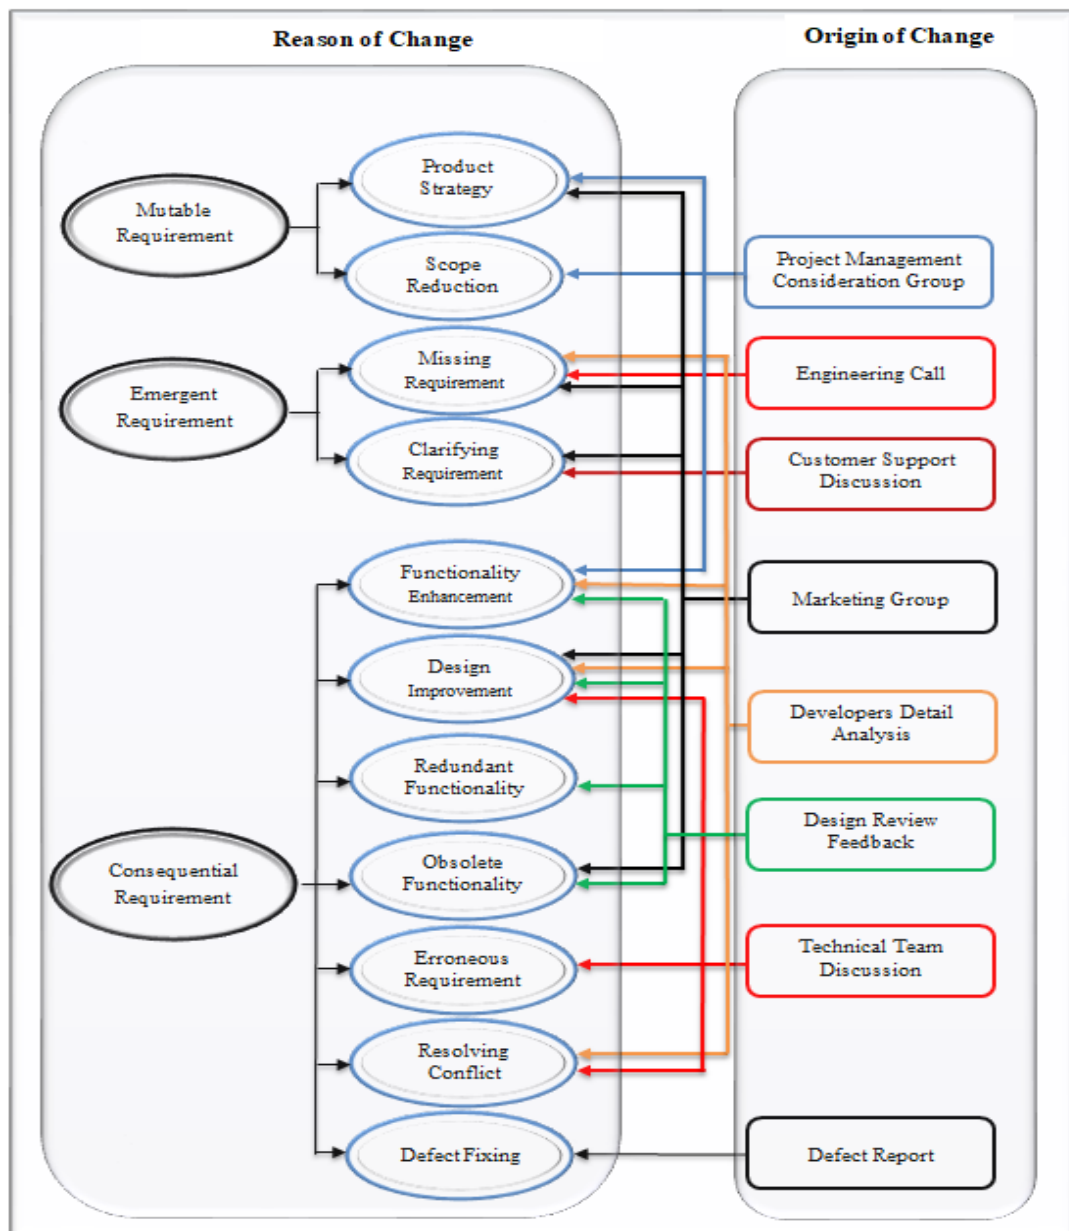 Reason of Change
Origin of Change
Product
Strategy
Mutable
Requirement
Scope
Reduction
Project Management
Consideration Group
Missing
Requirement
Engineering Call
Emergent
Requirement
Clarifying
Requirement
Customer Support
Discussion
Functionality
Enhancement
Marketing Group
Design
Improvement
Developers Detail
Analysis
Redundant
Functionality
Design Review
Feedback
Consequential
Requirement
Obsolete
Functionality
Erroneous
Requirement
Technical Team
Discussion
Resolving
Conflict
Defect Fixing
Defect Report